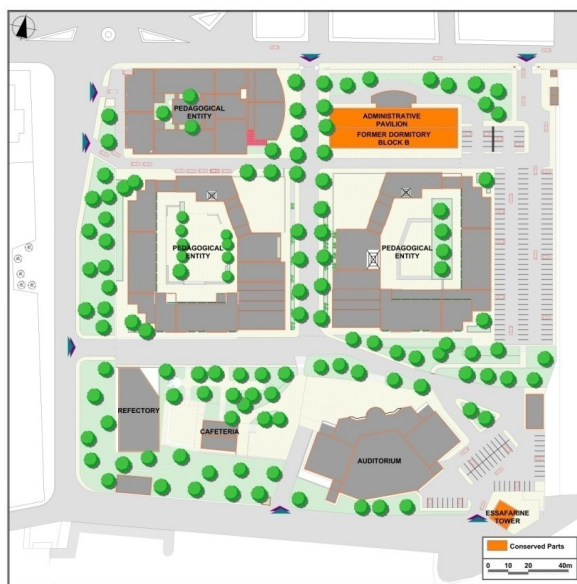 PEDAGOGICAL
ENTITY
ADMINISTRATIVE
PAVILION
FORMER DORMITORY
BLOCK B
PEDAGOGICAL
ENTITY
PEDAGOGICAL
ENTITY
REFECTORY
CAFETERIA
AUDITORIUM
ESSAFARINE
TOWER
Conserved Parts
0 10 20 40m